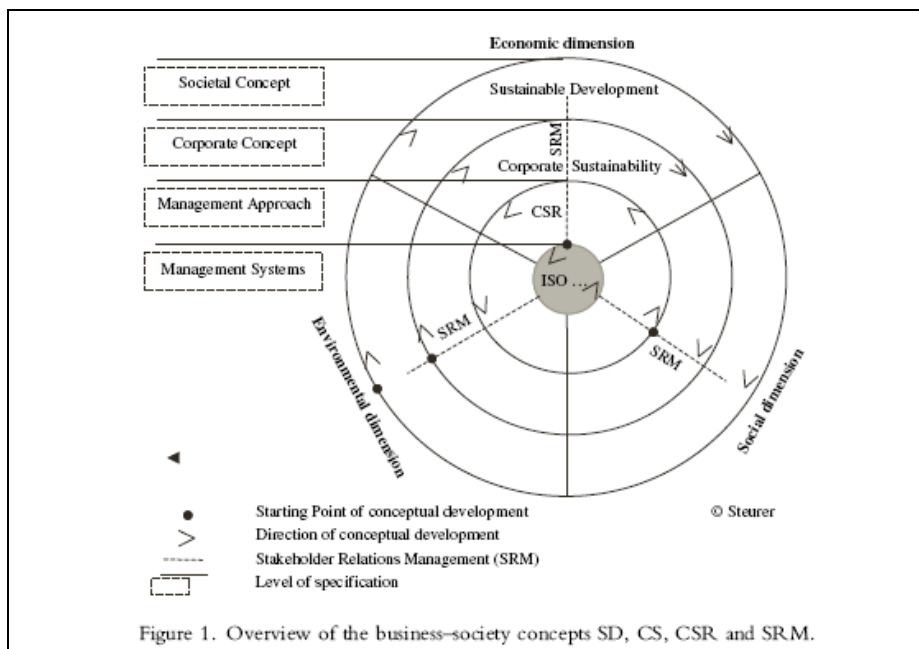 Economic dimension
Societal Concept
Sustainable Development
SRM
Corporate Concept
Corporate Sustainability
Management Approach
CSR
Management Systems
ISO ...
SRM
SRM
Environmental dimension
Social dimension
Starting Point of conceptual development
© Steurer
Direction of conceptual development
Stakeholder Relations Management (SRM)
Level of specification
Figure 1. Overview of the business–society concepts SD, CS, CSR and SRM.